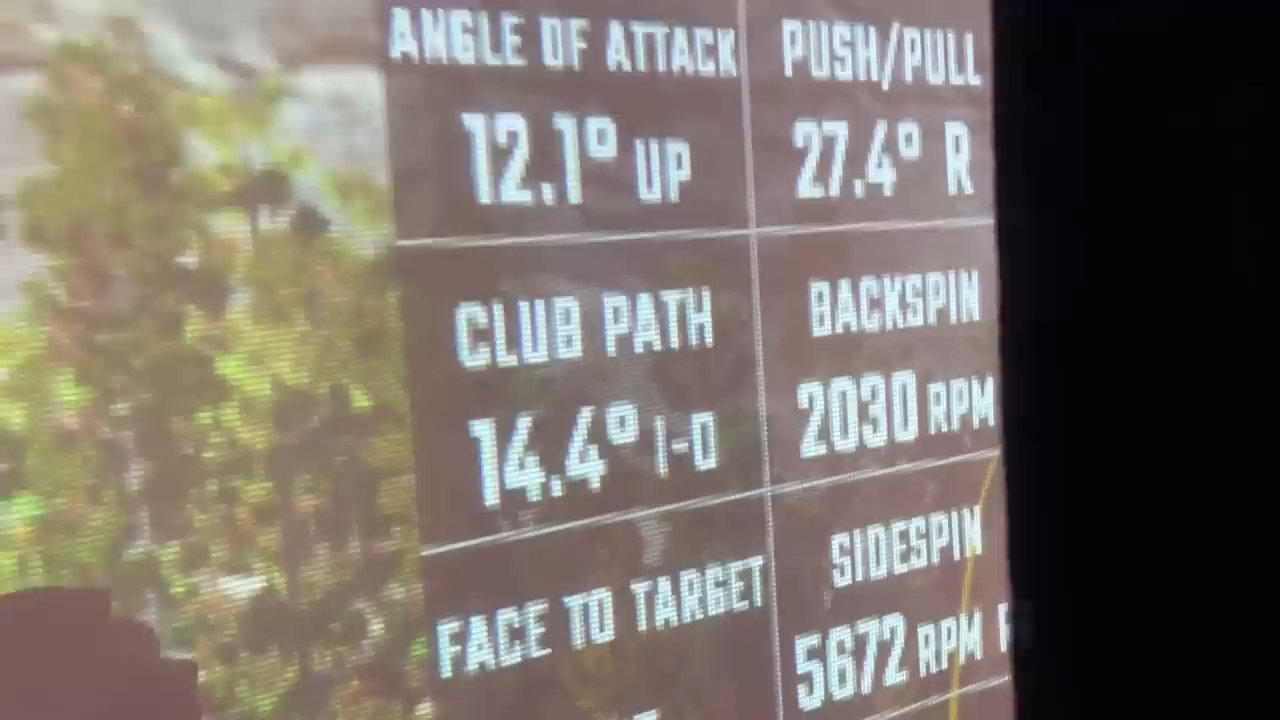 ANGLE OF ATTACK
12.1° UP
PUSH/PULL
27.4° R
CLUB PATH
14.4° I-O
BACKSPIN
2030 RPM
FACE TO TARGET
SIDESPIN
5672 RPM